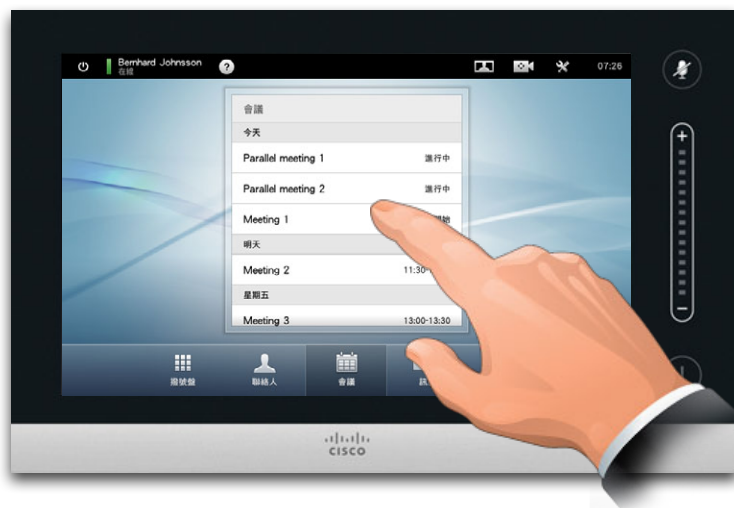 Bernhard Johnsson
在線
?
07:26
會議
今天
Parallel meeting 1 進行中
Parallel meeting 2 進行中
Meeting 1
明天
Meeting 2 11:30-
星期五
Meeting 3 13:00-13:30
撥號盤
聯絡人
會議
CISCO